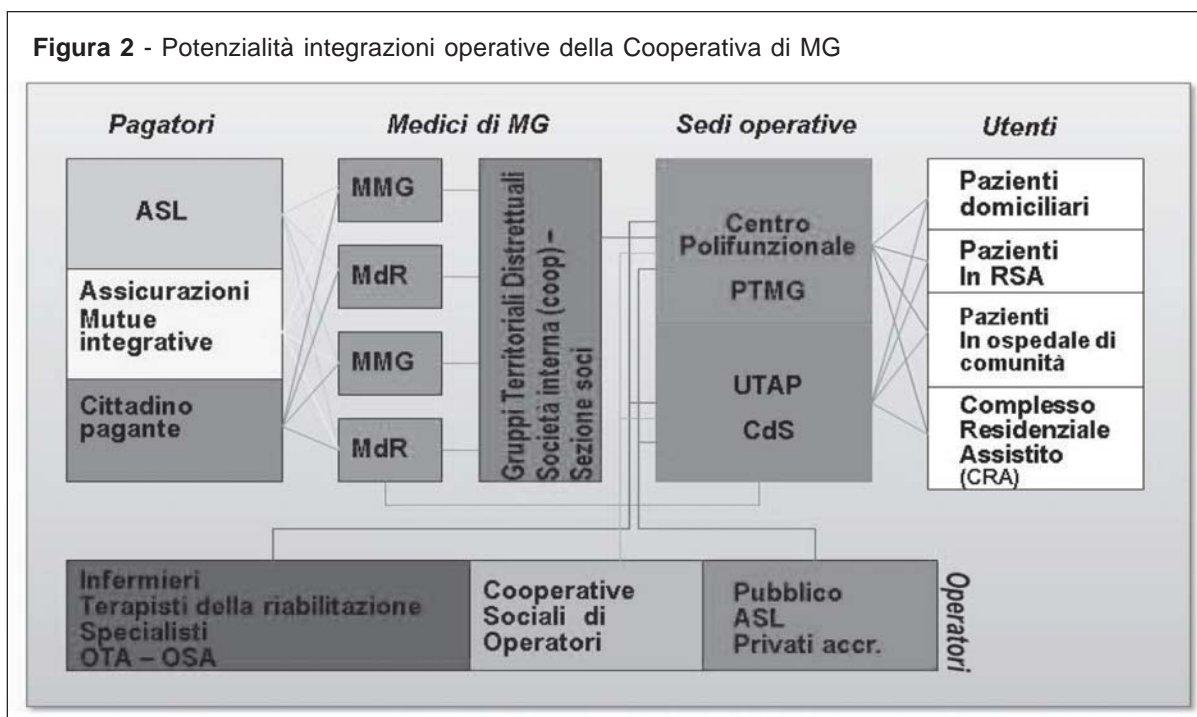 Figura 2 - Potenzialità integrazioni operative della Cooperativa di MG
Pagatori
Medici di MG
Sedi operative
Utenti
ASL
Assicurazioni
Mutue
integrative
Cittadino
pagante
MMG
MdR
MMG
MdR
Gruppi Territoriali Distrettuali
Società interna (coop) –
Sezione soci
Centro
Polifunzionale
PTMG
UTAP
CdS
Pazienti
domiciliari
Pazienti
In RSA
Pazienti
In ospedale di
comunità
Complesso
Residenziale
Assistito
(CRA)
Infermieri
Terapisti della riabilitazione
Specialisti
OTA – OSA
Cooperative
Sociali di
Operatori
Pubblico
ASL
Privati accr.
Operatori